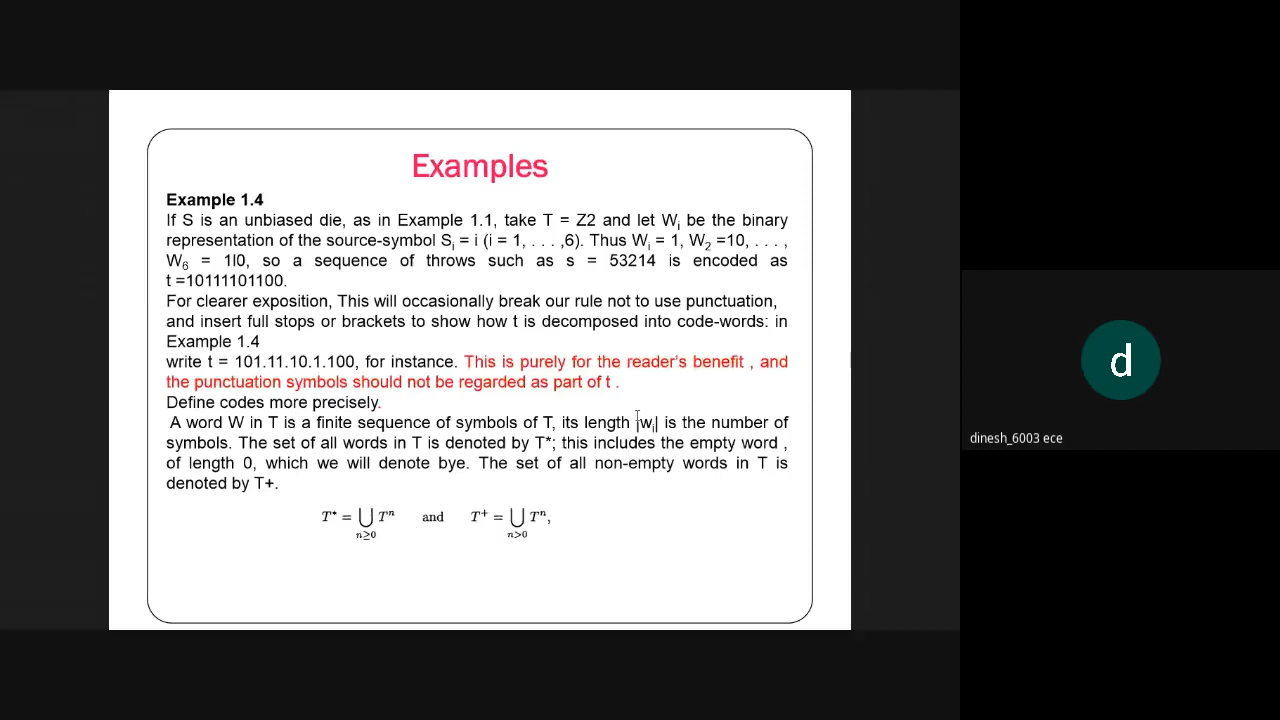 Examples
Example 1.4
If S is an unbiased die, as in Example 1.1, take T = Z2 and let Wi be the binary
representation of the source-symbol Si = i (i = 1, . . . ,6). Thus Wi = 1, W2 =10, . . . ,
W6 = 1l0, so a sequence of throws such as s = 53214 is encoded as
t =10111101100.
For clearer exposition, This will occasionally break our rule not to use punctuation,
and insert full stops or brackets to show how t is decomposed into code-words: in
Example 1.4
write t = 101.11.10.1.100, for instance. This is purely for the reader's benefit , and
the punctuation symbols should not be regarded as part of t .
Define codes more precisely.
A word W in T is a finite sequence of symbols of T, its length |wi| is the number of
symbols. The set of all words in T is denoted by T*; this includes the empty word ,
of length 0, which we will denote bye. The set of all non-empty words in T is
denoted by T+.
T* = ⋃ Tⁿ and T⁺ = ⋃ Tⁿ,
n≥0 n>0
d
dinesh_6003 ece